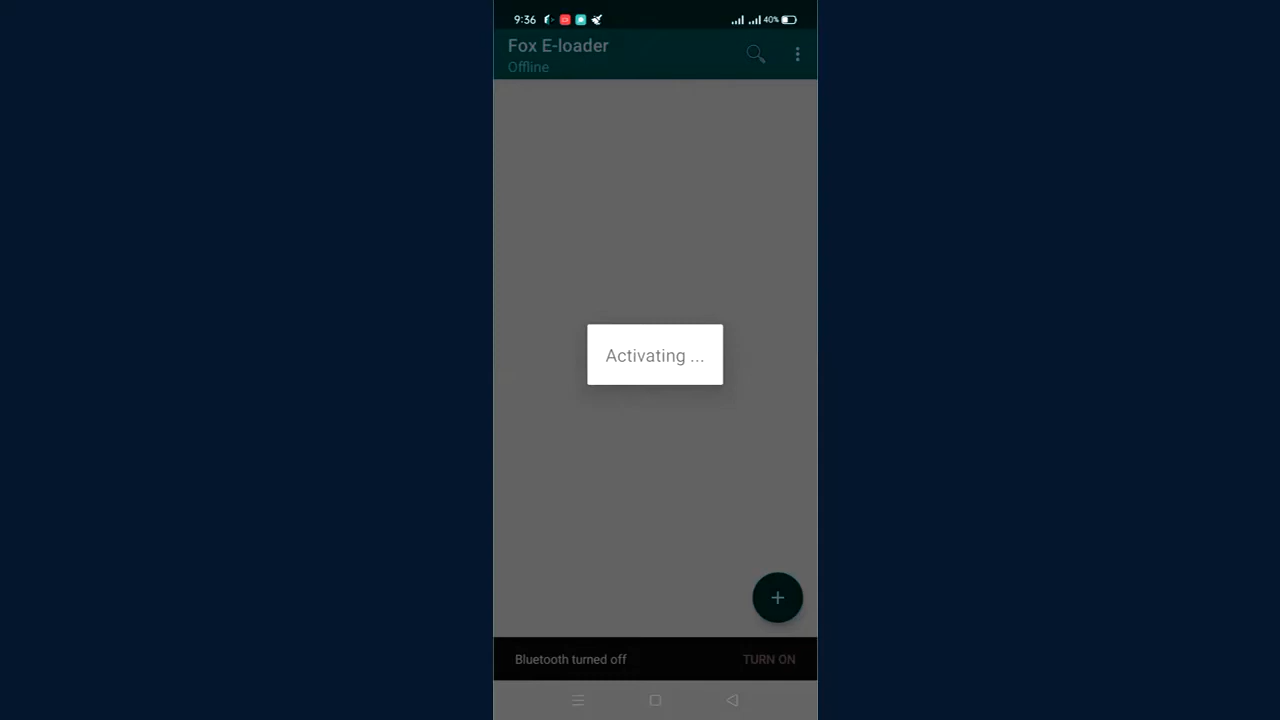 9:36
40%
Fox E-loader
Offline
Activating ...
+
Bluetooth turned off
TURN ON